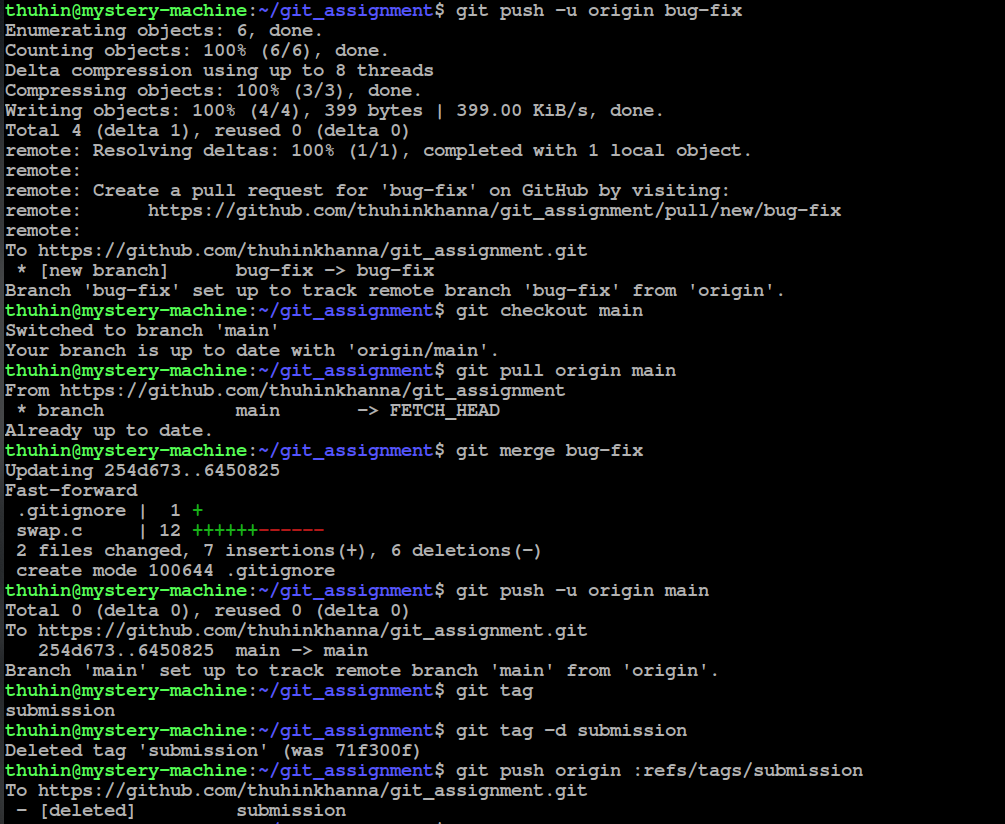 thuhin@mystery-machine:~/git_assignment$ git push -u origin bug-fix
Enumerating objects: 6, done.
Counting objects: 100% (6/6), done.
Delta compression using up to 8 threads
Compressing objects: 100% (3/3), done.
Writing objects: 100% (4/4), 399 bytes | 399.00 KiB/s, done.
Total 4 (delta 1), reused 0 (delta 0)
remote: Resolving deltas: 100% (1/1), completed with 1 local object.
remote:
remote: Create a pull request for 'bug-fix' on GitHub by visiting:
remote:      https://github.com/thuhinkhanna/git_assignment/pull/new/bug-fix
remote:
To https://github.com/thuhinkhanna/git_assignment.git
 * [new branch]      bug-fix -> bug-fix
Branch 'bug-fix' set up to track remote branch 'bug-fix' from 'origin'.
thuhin@mystery-machine:~/git_assignment$ git checkout main
Switched to branch 'main'
Your branch is up to date with 'origin/main'.
thuhin@mystery-machine:~/git_assignment$ git pull origin main
From https://github.com/thuhinkhanna/git_assignment
 * branch            main       -> FETCH_HEAD
Already up to date.
thuhin@mystery-machine:~/git_assignment$ git merge bug-fix
Updating 254d673..6450825
Fast-forward
 .gitignore |  1 +
 swap.c     | 12 ++++++------
 2 files changed, 7 insertions(+), 6 deletions(-)
 create mode 100644 .gitignore
thuhin@mystery-machine:~/git_assignment$ git push -u origin main
Total 0 (delta 0), reused 0 (delta 0)
To https://github.com/thuhinkhanna/git_assignment.git
   254d673..6450825  main -> main
Branch 'main' set up to track remote branch 'main' from 'origin'.
thuhin@mystery-machine:~/git_assignment$ git tag
submission
thuhin@mystery-machine:~/git_assignment$ git tag -d submission
Deleted tag 'submission' (was 71f300f)
thuhin@mystery-machine:~/git_assignment$ git push origin :refs/tags/submission
To https://github.com/thuhinkhanna/git_assignment.git
 - [deleted]         submission